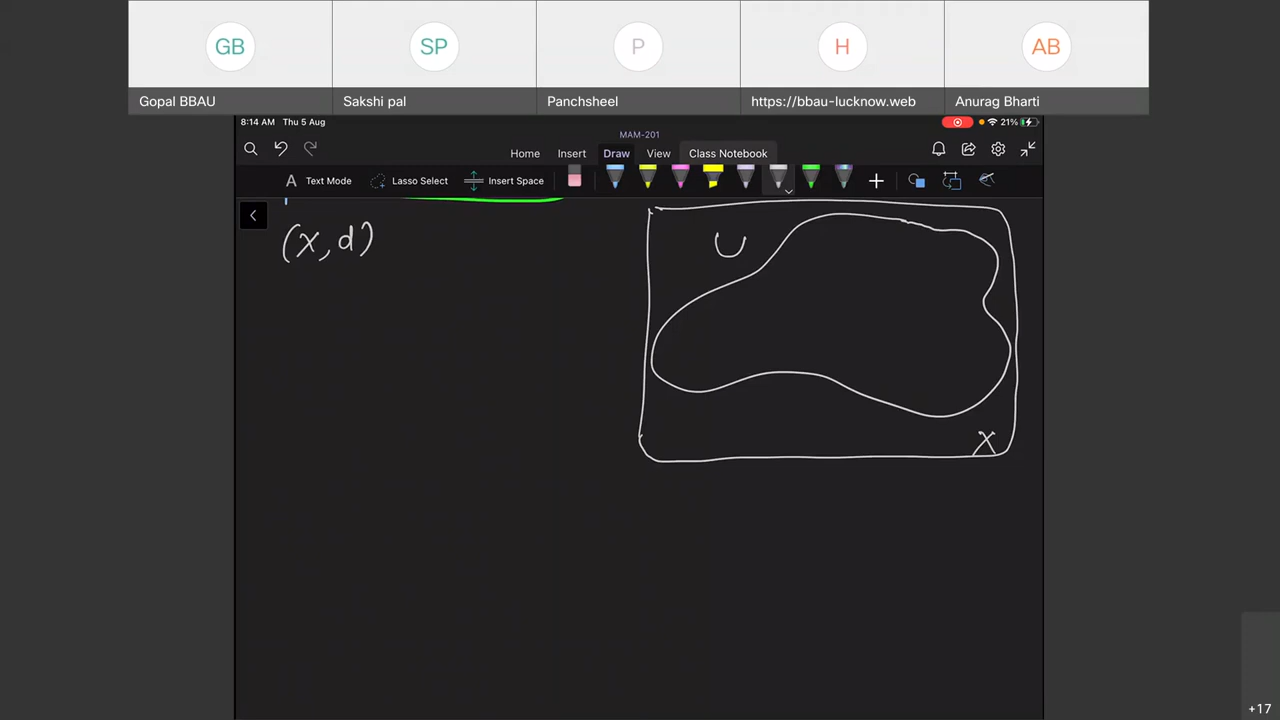 GB SP P H AB
Gopal BBAU Sakshi pal Panchsheel https://bbau-lucknow.web Anurag Bharti
8:14 AM Thu 5 Aug 21%
MAM-201
Home Insert Draw View Class Notebook
A Text Mode Lasso Select Insert Space
(X, d)
U
X
+17